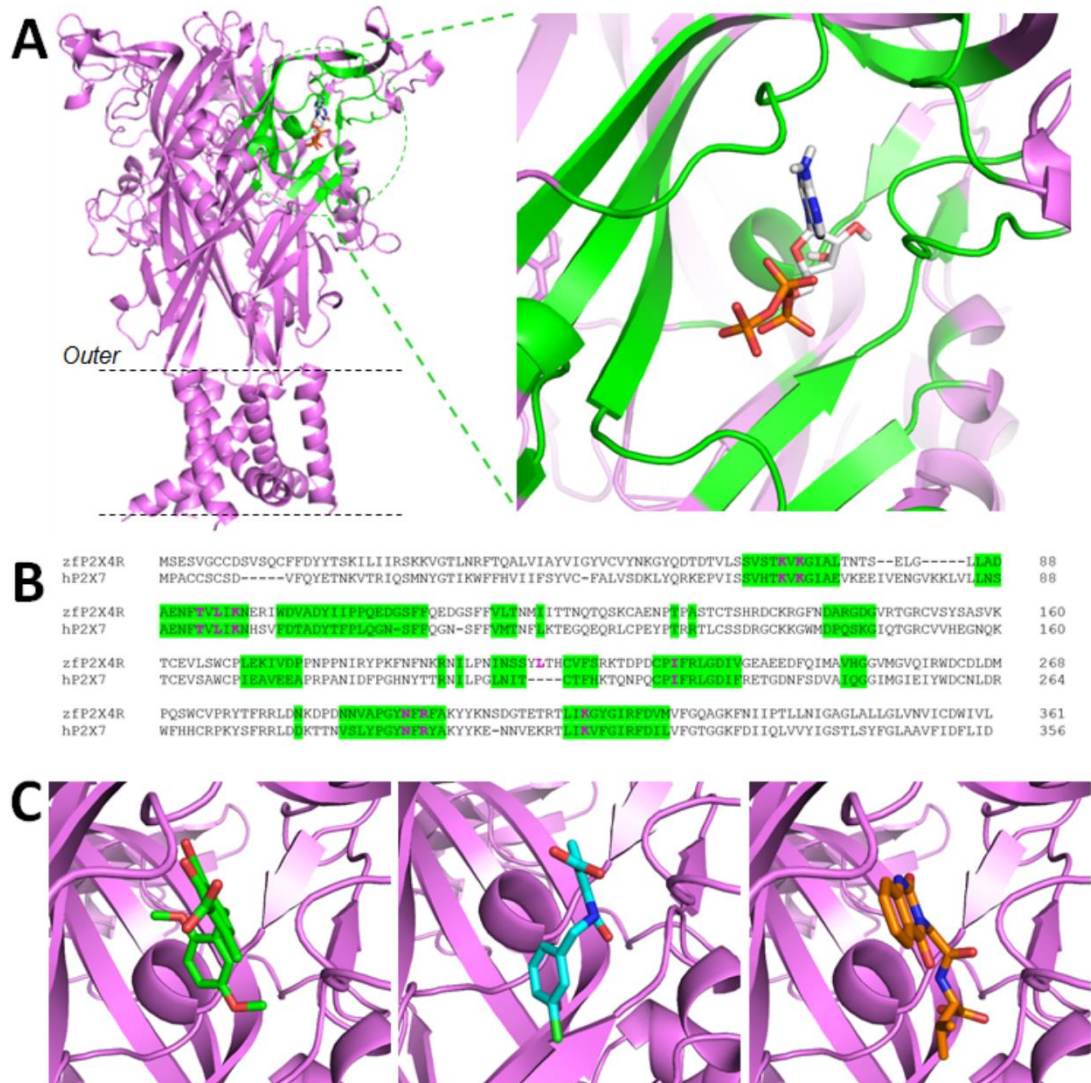 A
Outer
B
zfP2X4R MSESVGCCDSVSQCFFDYYTSKILIIRSKKVGTLNRFTQALVIAYVIGYVCVYNKGYQDTDTVLSSVSTKVKGIALTNTS--ELG-----LLAD 88
hP2X7 MPACCSCSD-----VFQYETNKVTRIQSMNYGTIKWFFHVIIFSYVC-FALVSDKLYQRKEPVISSVHTKVKGIAEVKEEIVENGVKKLVLLNS 88
zfP2X4R AENFTVLIKNERIWDVADYIIPPQEDGSFFQEDGSFFVLTNMIITTNQTQSKCAENPTPASTCTSHRDCKRGFNDARGDGVRTGRCVSYSASVK 160
hP2X7 AENFTVLIKNHSVFDTADYTFPLQGN-SFFQGN-SFFVMTNFLKTEGQEQRLCPEYPTRRTLCSSDRGCKKGWMDPQSKGIQTGRCVVHEGNQK 160
zfP2X4R TCEVLSWCPLEKIVDPPNPPNIRYPKFNFNKRNILPNINSSYLTHCVFSRKTDPDCPIFRLGDIVGEAEEDFQIMAVHGGVMGVQIRWDCDLDM 268
hP2X7 TCEVSAWCPIEAVEEAPRPANIDFPGHNYTTRNILPGLNIT----CTFHKTQNPQCPIFRLGDIFRETGDNFSDVAIQGGIMGIEIYWDCNLDR 264
zfP2X4R PQSWCVPRYTFRRLDNKDPDNNVAPGYNFRFAKYYKNSDGTETRTLIKGYGIRFDVMVFGQAGKFNIIPTLLNIGAGLALLGLVNVICDWIVL 361
hP2X7 WFHHCRPKYSFRRLDDKTTNVSLYPGYNFRYAKYYKE-NNVEKRTLIKVFGIRFDILVFGTGGKFDIIQLVVYIGSTLSYFGLAAVFIDFLID 356
C